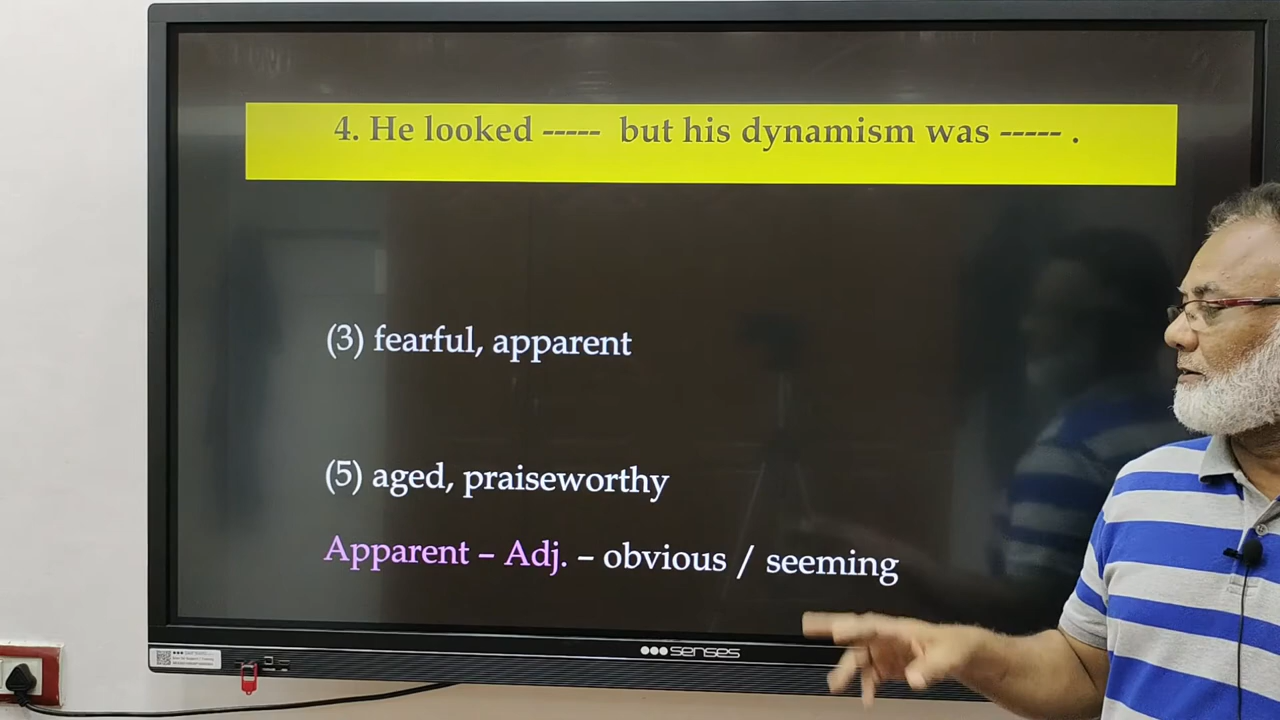 4. He looked ----- but his dynamism was ----- .
(3) fearful, apparent
(5) aged, praiseworthy
Apparent – Adj. – obvious / seeming
senses